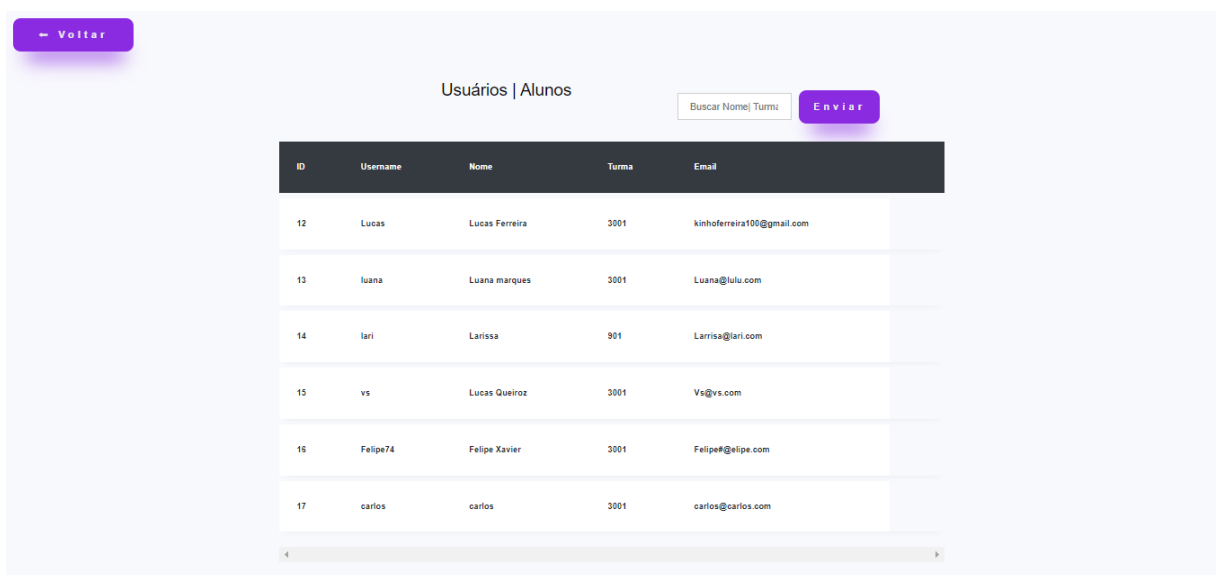 ← Voltar
Usuários | Alunos
Buscar Nome| Turma
Enviar
ID Username Nome Turma Email
12 Lucas Lucas Ferreira 3001 kinhoferreira100@gmail.com
13 luana Luana marques 3001 Luana@lulu.com
14 lari Larissa 901 Larrisa@lari.com
15 vs Lucas Queiroz 3001 Vs@vs.com
16 Felipe74 Felipe Xavier 3001 Felipe#@elipe.com
17 carlos carlos 3001 carlos@carlos.com